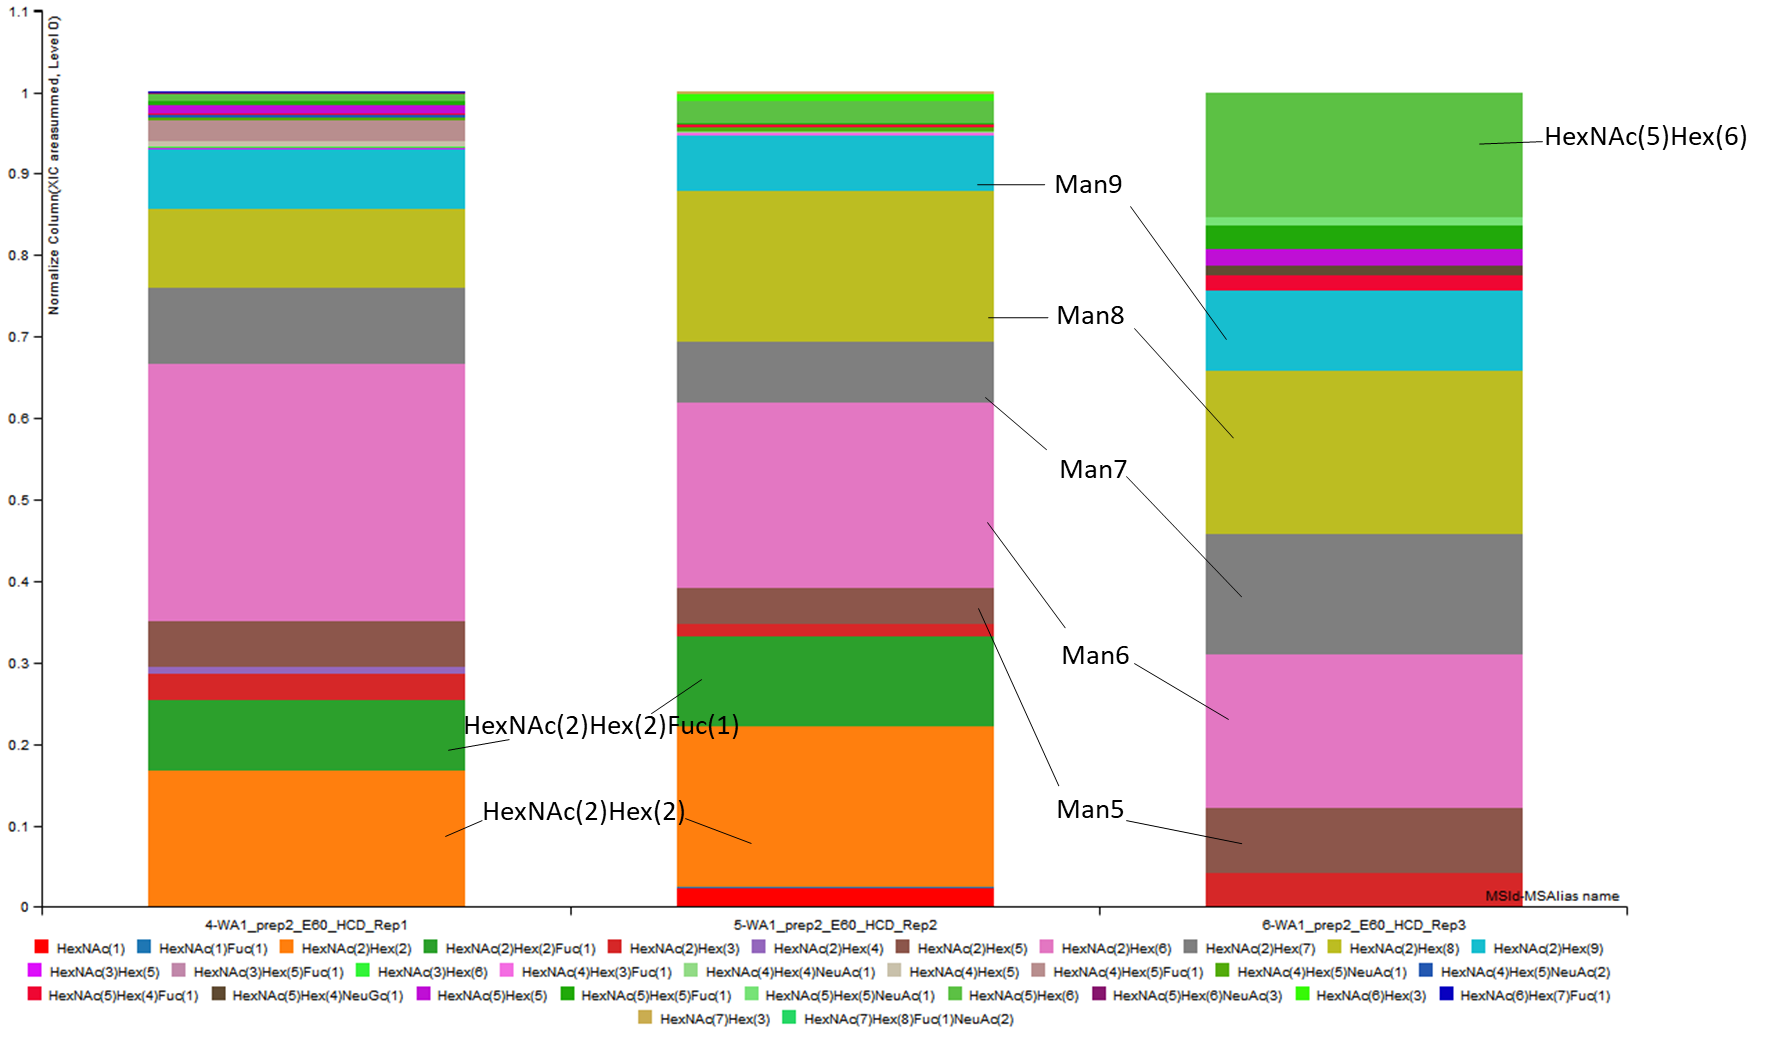 1.1
Normalize Column(XIC areasummed, Level 0)
1
HexNAc(5)Hex(6)
0.9
Man9
0.8
Man8
0.7
0.6
Man7
0.5
0.4
Man6
0.3
HexNAc(2)Hex(2)Fuc(1)
0.2
HexNAc(2)Hex(2)
Man5
0.1
MSId-MSAlias name
0
4-WA1_prep2_E60_HCD_Rep1 5-WA1_prep2_E60_HCD_Rep2 6-WA1_prep2_E60_HCD_Rep3
HexNAc(1) HexNAc(1)Fuc(1) HexNAc(2)Hex(2) HexNAc(2)Hex(2)Fuc(1) HexNAc(2)Hex(3) HexNAc(2)Hex(4) HexNAc(2)Hex(5) HexNAc(2)Hex(6) HexNAc(2)Hex(7) HexNAc(2)Hex(8) HexNAc(2)Hex(9)
HexNAc(3)Hex(5) HexNAc(3)Hex(5)Fuc(1) HexNAc(3)Hex(6) HexNAc(4)Hex(3)Fuc(1) HexNAc(4)Hex(4)NeuAc(1) HexNAc(4)Hex(5) HexNAc(4)Hex(5)Fuc(1) HexNAc(4)Hex(5)NeuAc(1) HexNAc(4)Hex(5)NeuAc(2)
HexNAc(5)Hex(4)Fuc(1) HexNAc(5)Hex(4)NeuGc(1) HexNAc(5)Hex(5) HexNAc(5)Hex(5)Fuc(1) HexNAc(5)Hex(5)NeuAc(1) HexNAc(5)Hex(6) HexNAc(5)Hex(6)NeuAc(3) HexNAc(6)Hex(3) HexNAc(6)Hex(7)Fuc(1)
HexNAc(7)Hex(3) HexNAc(7)Hex(8)Fuc(1)NeuAc(2)